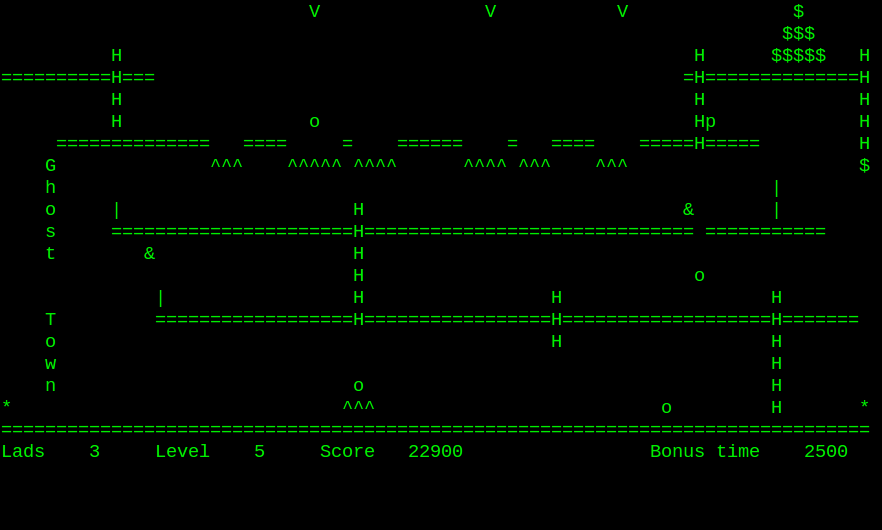 V               V           V               $
                                                                       $$$
          H                                                    H      $$$$$   H
==========H===                                                =H==============H
          H                                                    H              H
          H                 o                                  Hp             H
     ==============   ====     =    ======    =   ====    =====H=====         H
    G              ^^^    ^^^^^ ^^^^      ^^^^ ^^^    ^^^                     $
    h                                                                 |
    o     |                     H                             &       |
    s     ======================H============================== ===========
    t        &                  H
                                H                              o
              |                 H                 H                   H
    T         ==================H=================H===================H=======
    o                                             H                   H
    w                                                                 H
    n                           o                                     H
*                              ^^^                          o         H       *
===============================================================================
Lads    3     Level    5     Score   22900                 Bonus time    2500